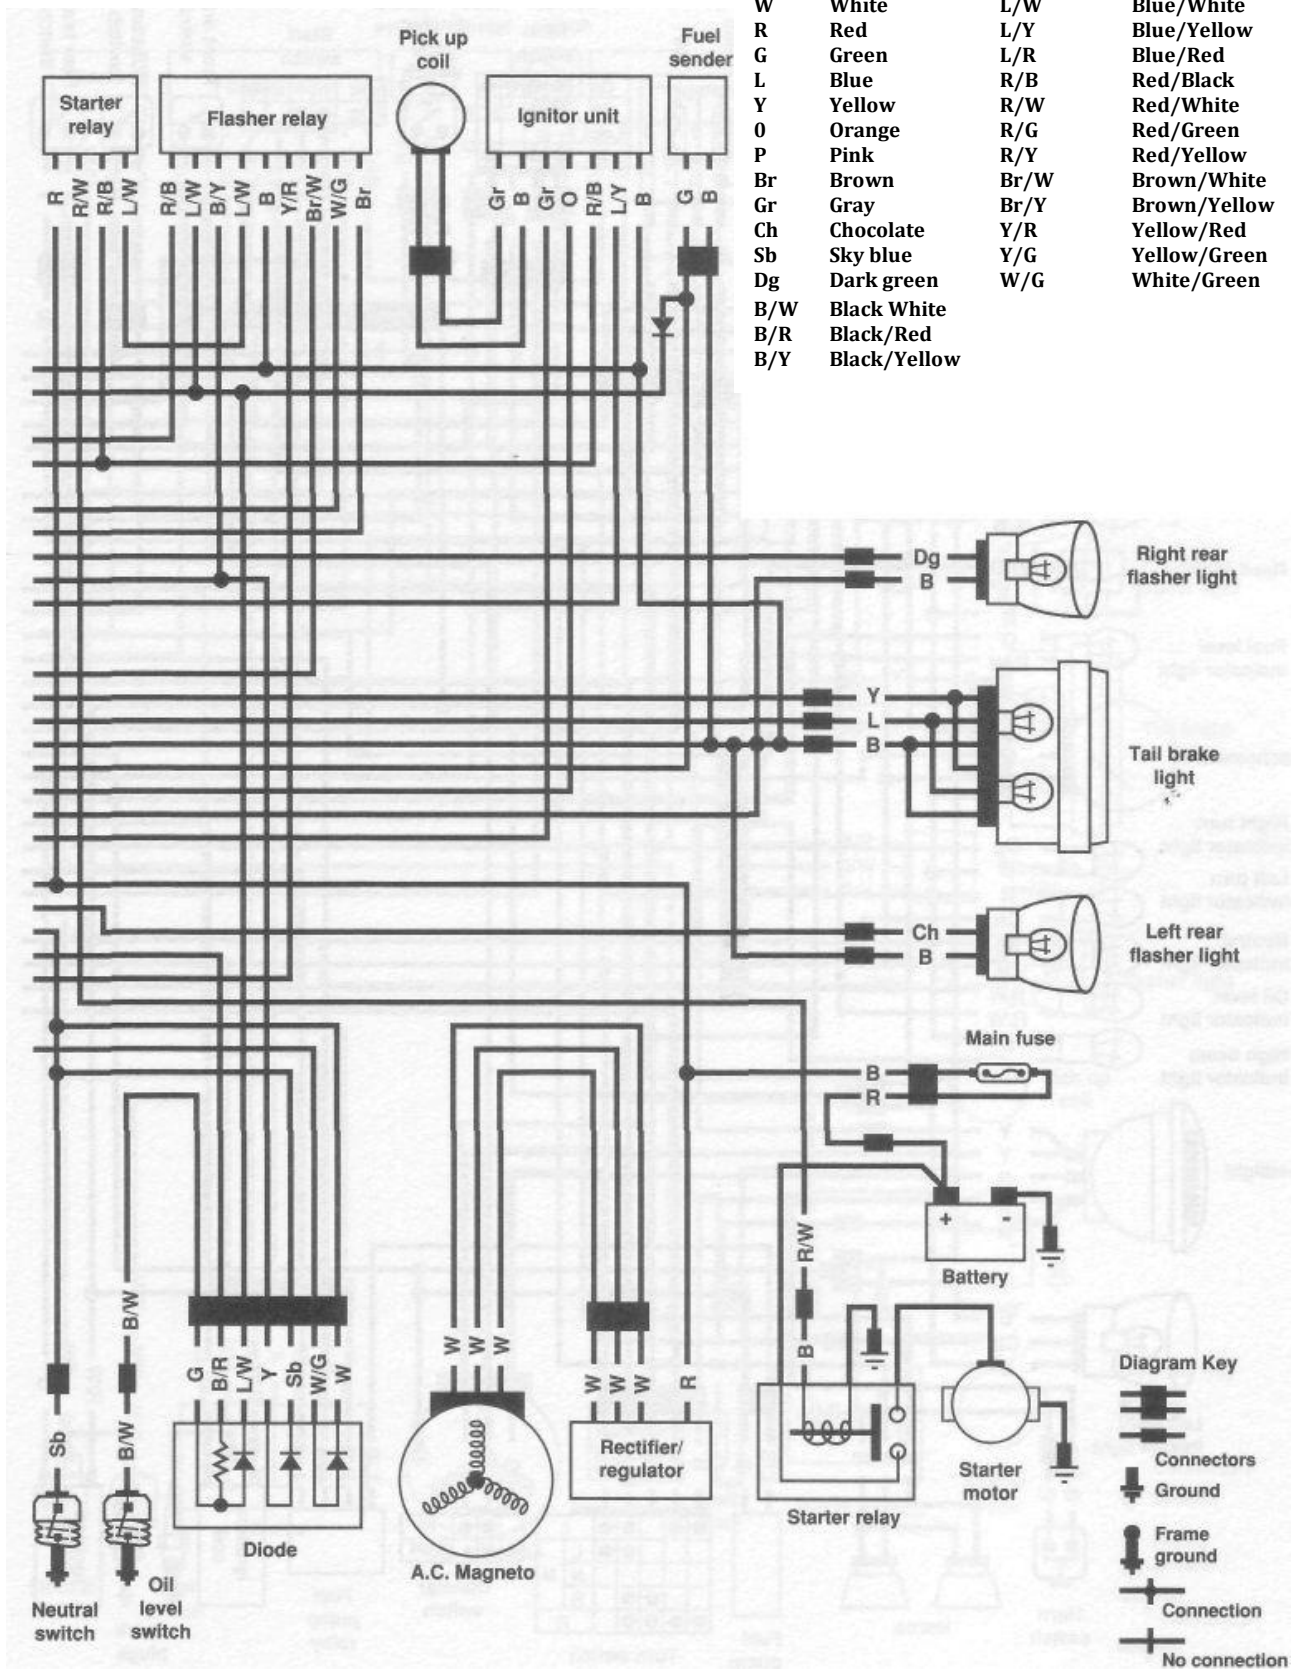 W White L/W Blue/White
R Red L/Y Blue/Yellow
G Green L/R Blue/Red
L Blue R/B Red/Black
Y Yellow R/W Red/White
0 Orange R/G Red/Green
P Pink R/Y Red/Yellow
Br Brown Br/W Brown/White
Gr Gray Br/Y Brown/Yellow
Ch Chocolate Y/R Yellow/Red
Sb Sky blue Y/G Yellow/Green
Dg Dark green W/G White/Green
B/W Black White
B/R Black/Red
B/Y Black/Yellow
Starter
relay
Flasher relay
Pick up
coil
Ignitor unit
Fuel
sender
R R/W R/B L/W
R/B L/W B/Y L/W B Y/R Br/W W/G Br
Gr B Gr O R/B L/Y B
G B
Dg
B
Right rear
flasher light
Y
L
B
Tail brake
light
Ch
B
Left rear
flasher light
Main fuse
B
R
+ -
Battery
R/W
B
B/W
G B/R L/W Y Sb W/G W
W W W
W W W R
Sb
B/W
Neutral
switch
Oil
level
switch
Diode
A.C. Magneto
Rectifier/
regulator
Starter relay
Starter
motor
Diagram Key
Connectors
Ground
Frame
ground
Connection
No connection